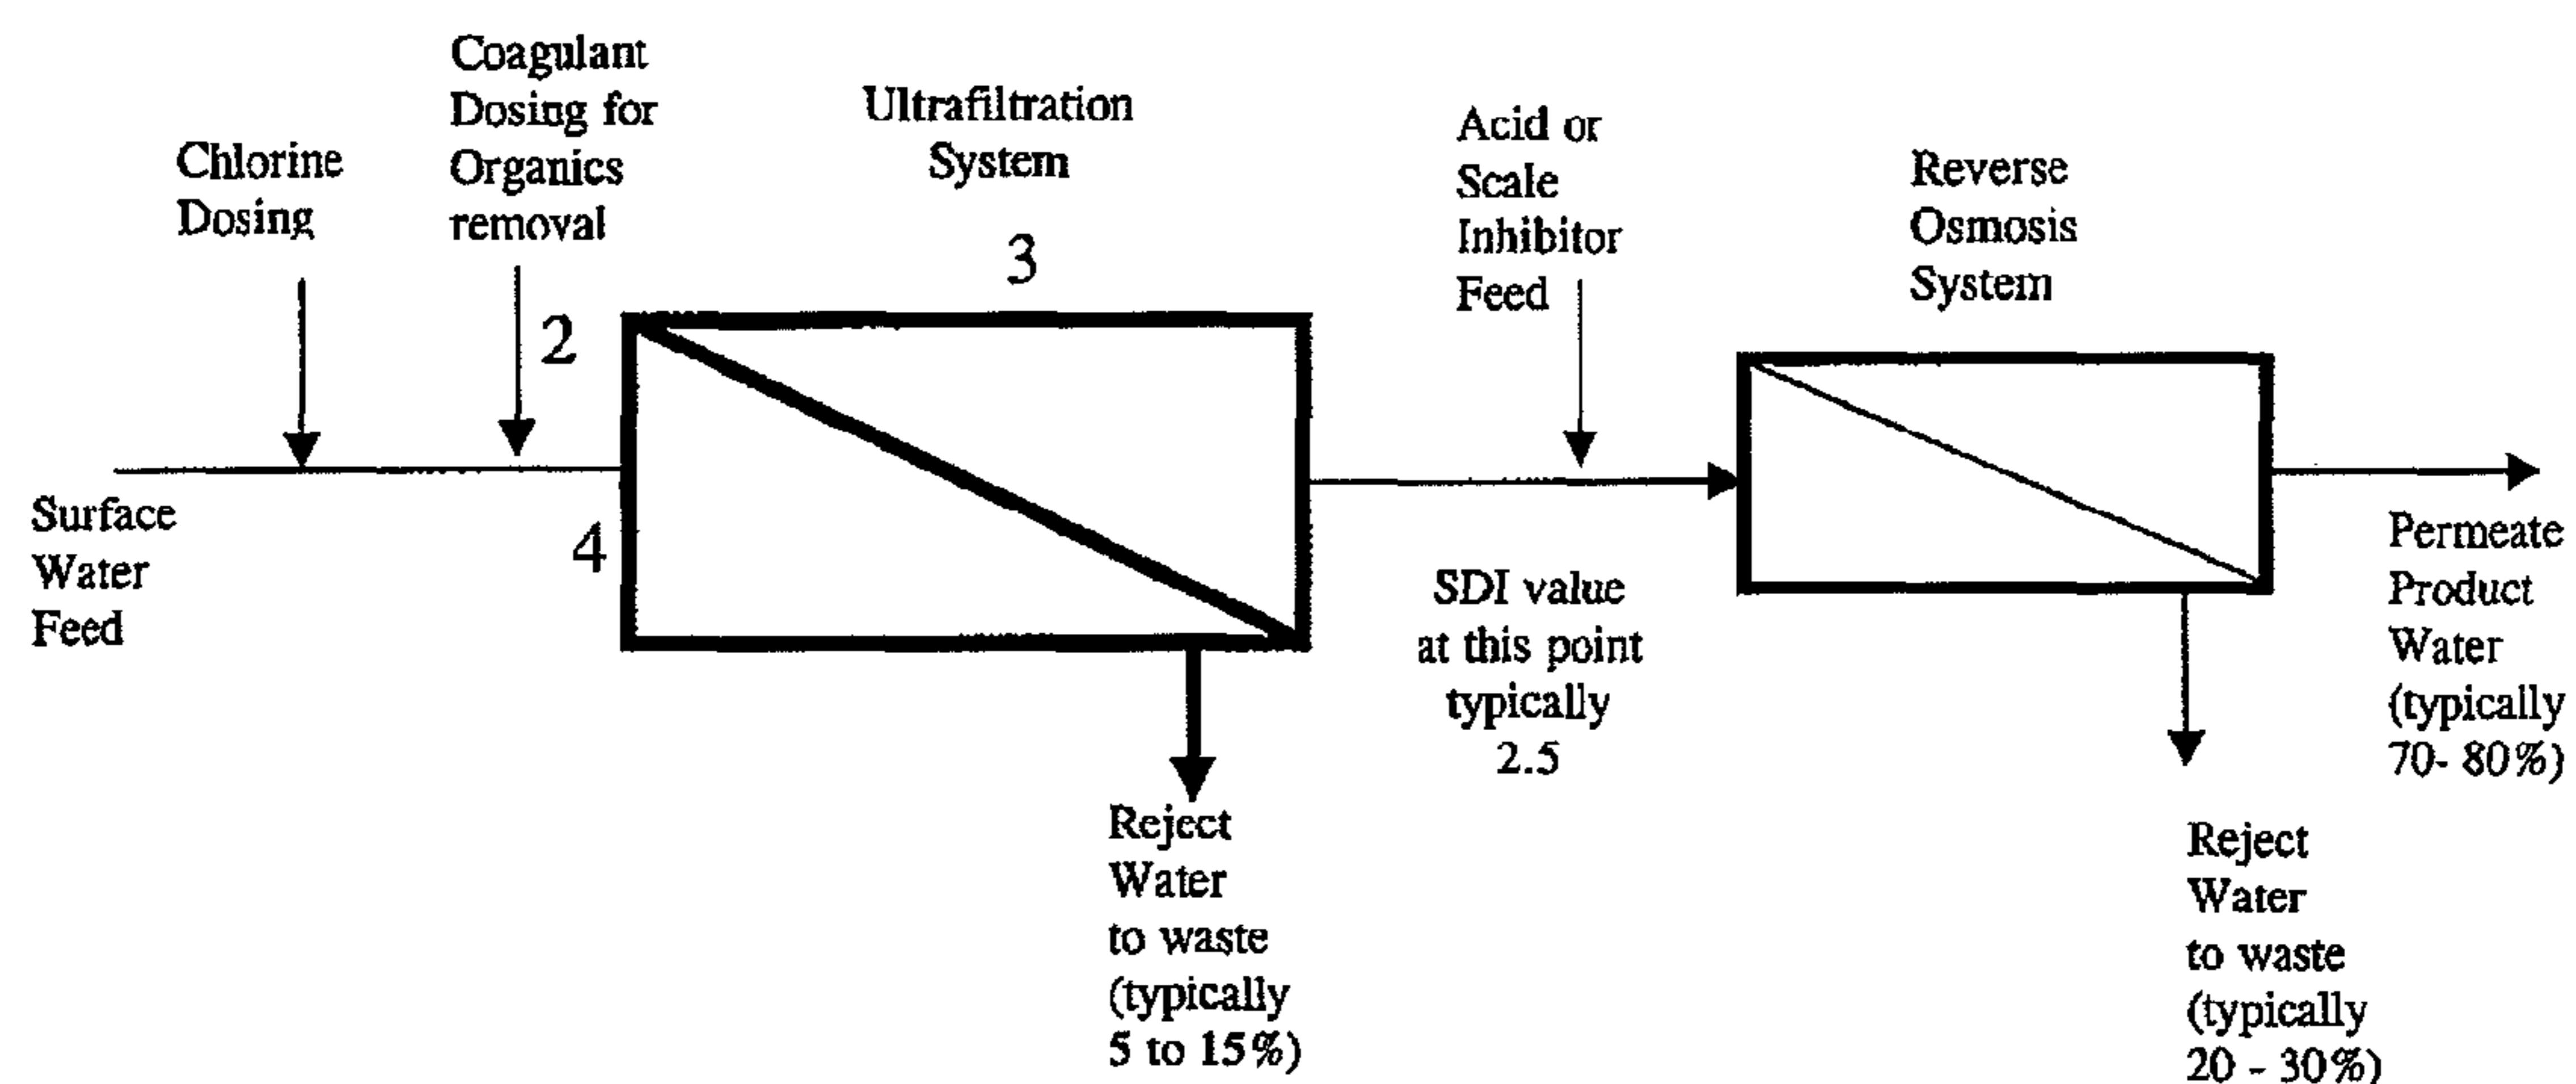 Chlorine
Dosing
Coagulant
Dosing for
Organics
removal
2
Ultrafiltration
System
3
4
Acid or
Scale
Inhibitor
Feed
Reverse
Osmosis
System
Surface
Water
Feed
SDI value
at this point
typically
2.5
Permeate
Product
Water
(typically
70- 80%)
Reject
Water
to waste
(typically
5 to 15%)
Reject
Water
to waste
(typically
20 - 30%)